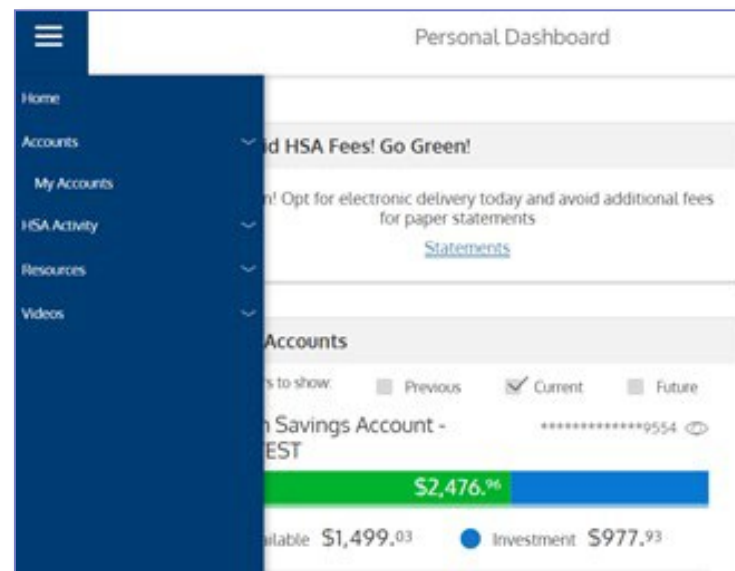 Personal Dashboard
Home
Accounts
My Accounts
HSA Activity
Resources
Videos
id HSA Fees! Go Green!
n! Opt for electronic delivery today and avoid additional fees
for paper statements
Statements
Accounts
rs to show: Previous Current Future
n Savings Account - *************9554
EST
$2,476.96
ailable $1,499.03 Investment $977.93